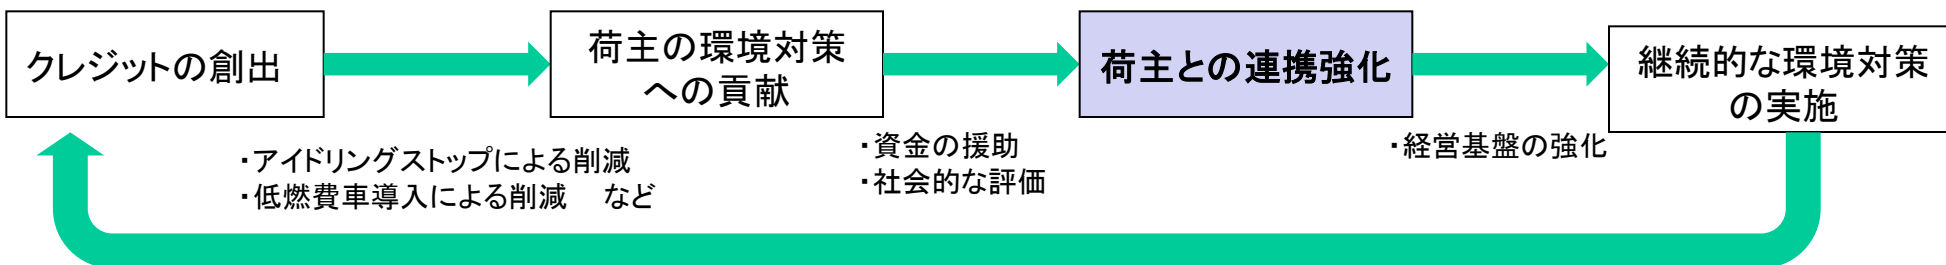 クレジットの創出
荷主の環境対策
への貢献
荷主との連携強化
継続的な環境対策
の実施
・アイドリングストップによる削減
・低燃費車導入による削減　など
・資金の援助
・社会的な評価
・経営基盤の強化